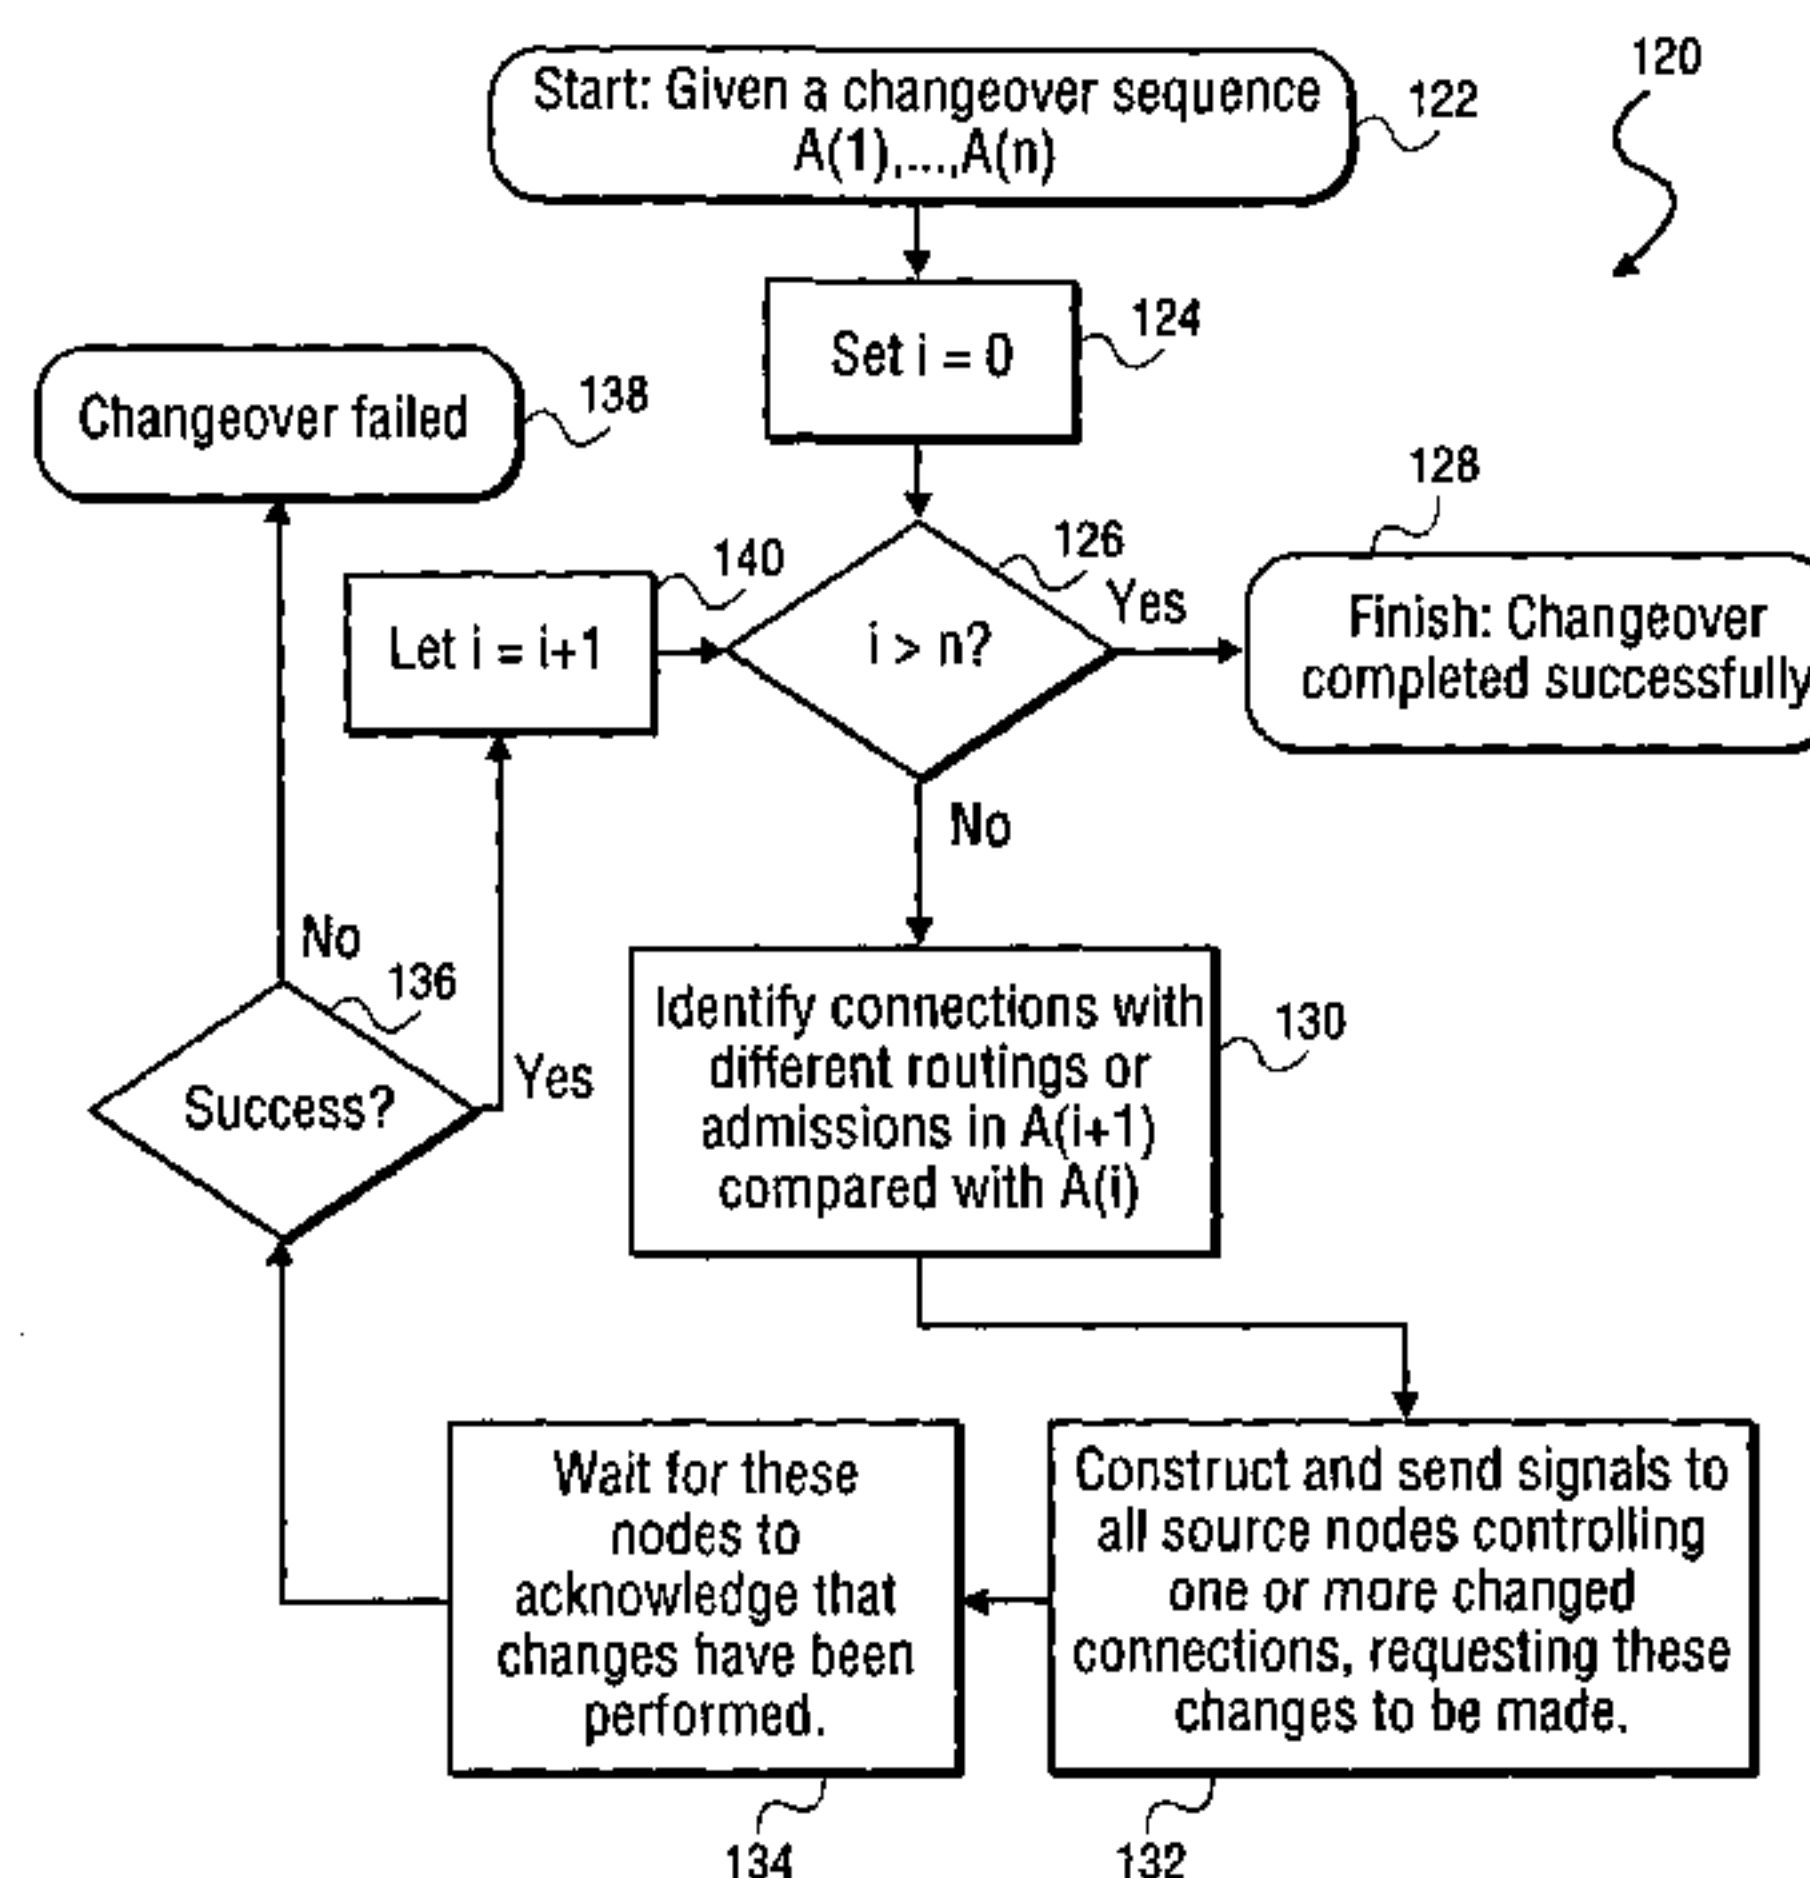 120
Start: Given a changeover sequence
A(1),....,A(n)
122
Set i = 0
124
Changeover failed
138
128
Finish: Changeover
completed successfully
126
i > n?
Yes
No
140
Let i = i+1
No
136
Success?
Yes
Identify connections with
different routings or
admissions in A(i+1)
compared with A(i)
130
Construct and send signals to
all source nodes controlling
one or more changed
connections, requesting these
changes to be made.
132
Wait for these
nodes to
acknowledge that
changes have been
performed.
134